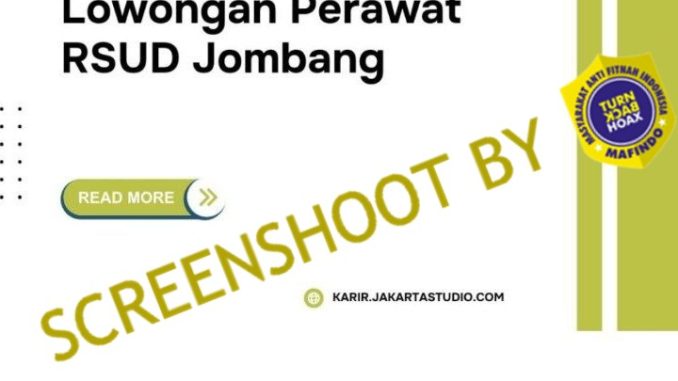 Lowongan Perawat
RSUD Jombang
READ MORE
SCREENSHOOT BY
KARIR.JAKARTASTUDIO.COM
MASYARAKAT ANTI FITNAH INDONESIA
TURN
BACK
HOAX
MAFINDO